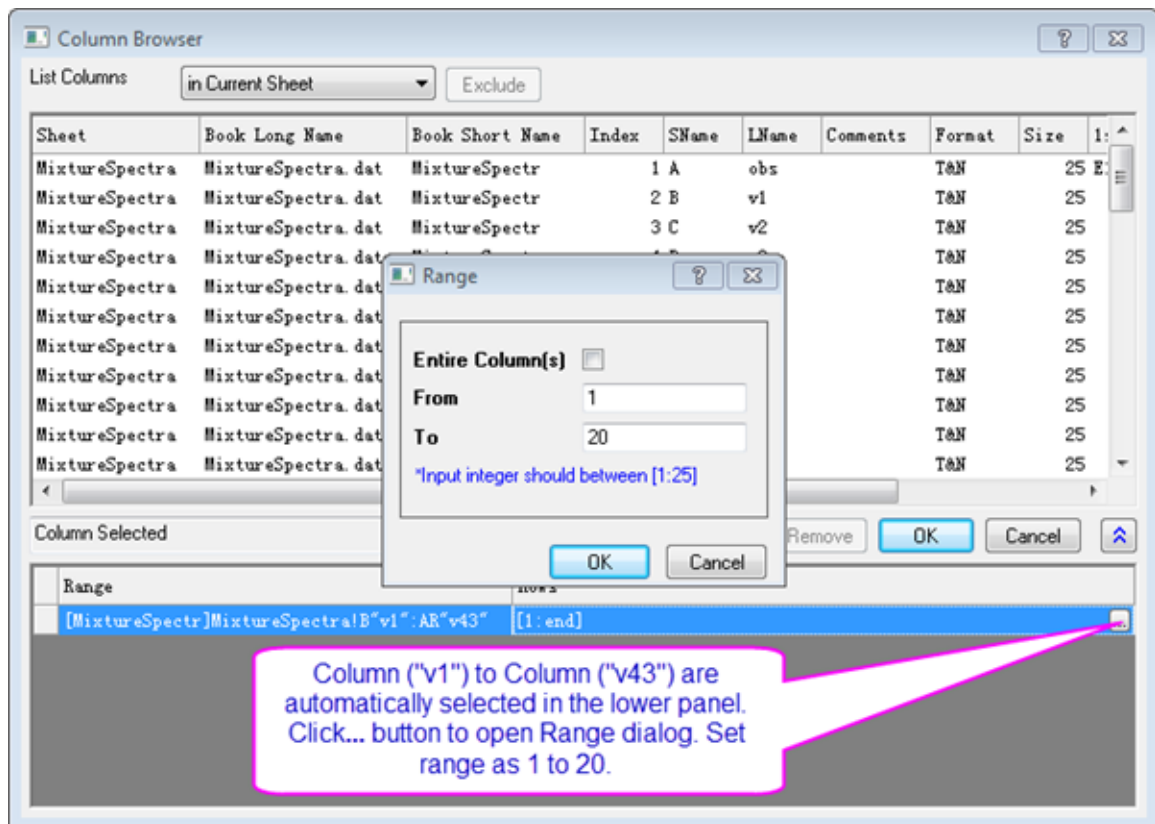 Column Browser
List Columns in Current Sheet Exclude
Sheet Book Long Name Book Short Name Index SName LName Comments Format Size 1:
MixtureSpectra MixtureSpectra.dat MixtureSpectr 1 A obs T&N 25 E
MixtureSpectra MixtureSpectra.dat MixtureSpectr 2 B v1 T&N 25
MixtureSpectra MixtureSpectra.dat MixtureSpectr 3 C v2 T&N 25
MixtureSpectra MixtureSpectra.dat T&N 25
MixtureSpectra MixtureSpectra.dat T&N 25
MixtureSpectra MixtureSpectra.dat T&N 25
MixtureSpectra MixtureSpectra.dat T&N 25
MixtureSpectra MixtureSpectra.dat T&N 25
MixtureSpectra MixtureSpectra.dat T&N 25
MixtureSpectra MixtureSpectra.dat T&N 25
MixtureSpectra MixtureSpectra.dat T&N 25
Range
Entire Column(s)
From 1
To 20
*Input integer should between [1:25]
OK Cancel
Column Selected Remove OK Cancel
Range Rows
[MixtureSpectr]MixtureSpectra!B"v1":AR"v43" [1:end] ...
Column ("v1") to Column ("v43") are
automatically selected in the lower panel.
Click... button to open Range dialog. Set
range as 1 to 20.